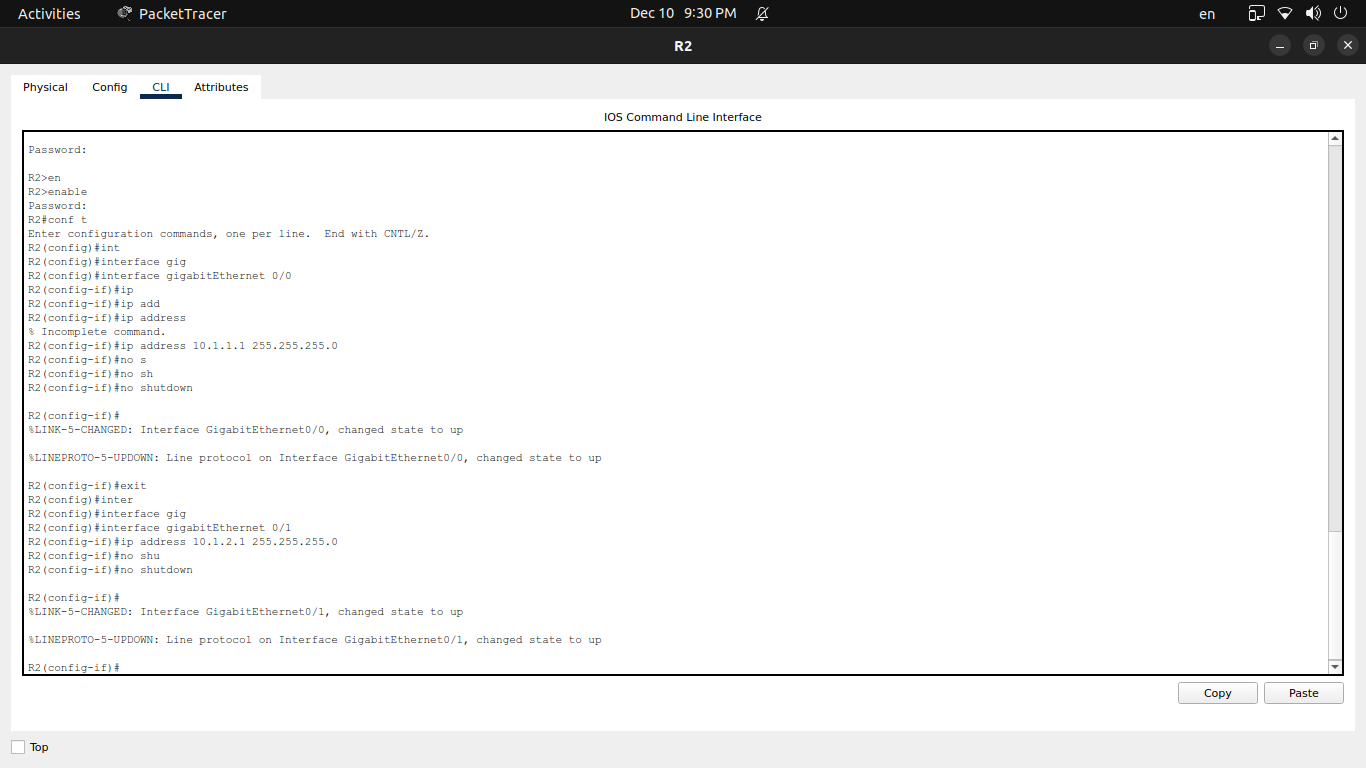 Activities PacketTracer Dec 10 9:30 PM en
R2
Physical Config CLI Attributes
IOS Command Line Interface
Password:
R2>en
R2>enable
Password:
R2#conf t
Enter configuration commands, one per line.  End with CNTL/Z.
R2(config)#int
R2(config)#interface gig
R2(config)#interface gigabitEthernet 0/0
R2(config-if)#ip
R2(config-if)#ip add
R2(config-if)#ip address
% Incomplete command.
R2(config-if)#ip address 10.1.1.1 255.255.255.0
R2(config-if)#no s
R2(config-if)#no sh
R2(config-if)#no shutdown
R2(config-if)#
%LINK-5-CHANGED: Interface GigabitEthernet0/0, changed state to up
%LINEPROTO-5-UPDOWN: Line protocol on Interface GigabitEthernet0/0, changed state to up
R2(config-if)#exit
R2(config)#inter
R2(config)#interface gig
R2(config)#interface gigabitEthernet 0/1
R2(config-if)#ip address 10.1.2.1 255.255.255.0
R2(config-if)#no shu
R2(config-if)#no shutdown
R2(config-if)#
%LINK-5-CHANGED: Interface GigabitEthernet0/1, changed state to up
%LINEPROTO-5-UPDOWN: Line protocol on Interface GigabitEthernet0/1, changed state to up
R2(config-if)#
Copy Paste
Top